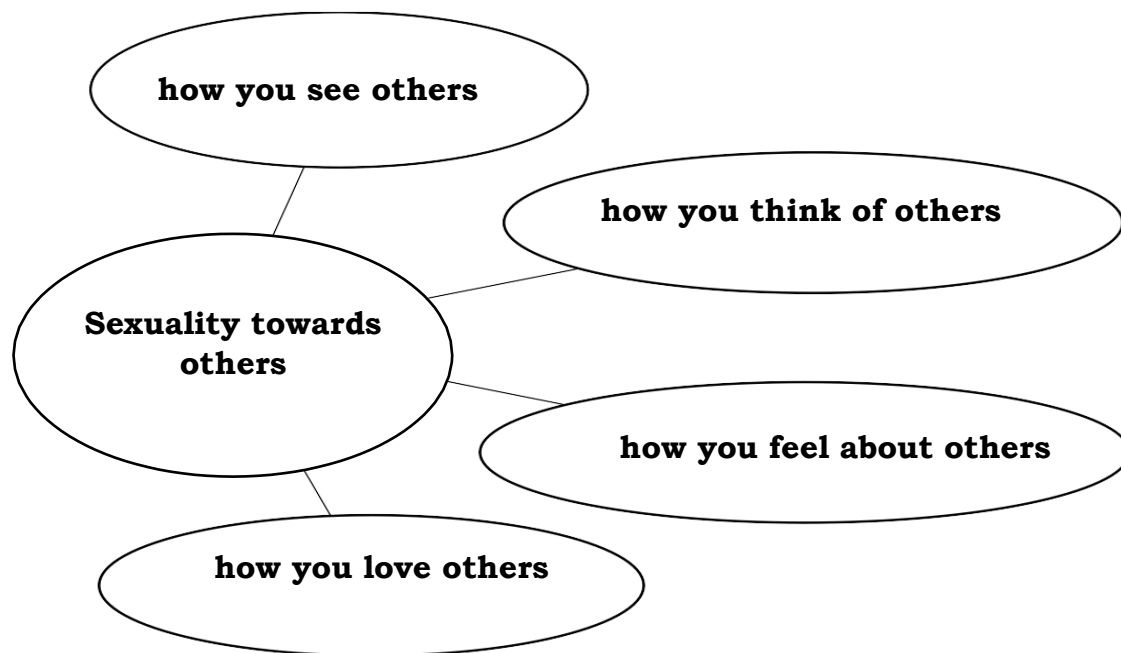 how you see others
how you think of others
Sexuality towards
others
how you feel about others
how you love others